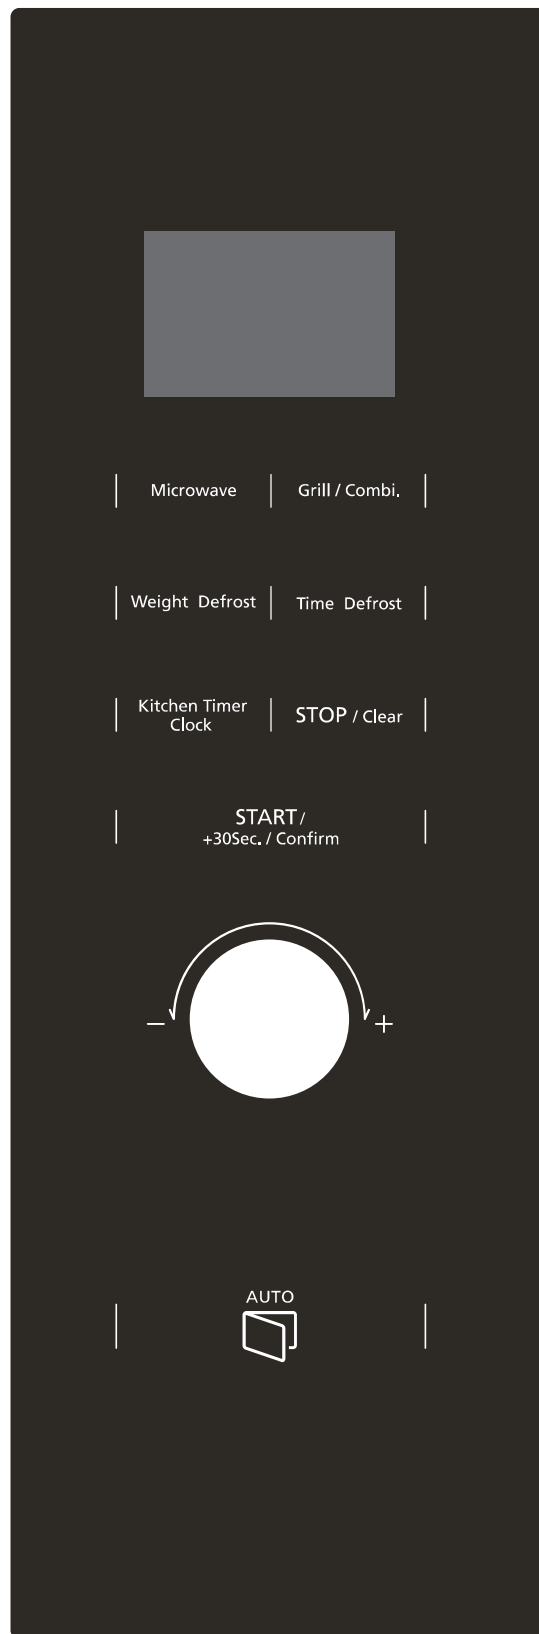 Microwave
Grill / Combi.
Weight Defrost
Time Defrost
Kitchen Timer
Clock
STOP / Clear
START /
+30Sec. / Confirm
− +
AUTO